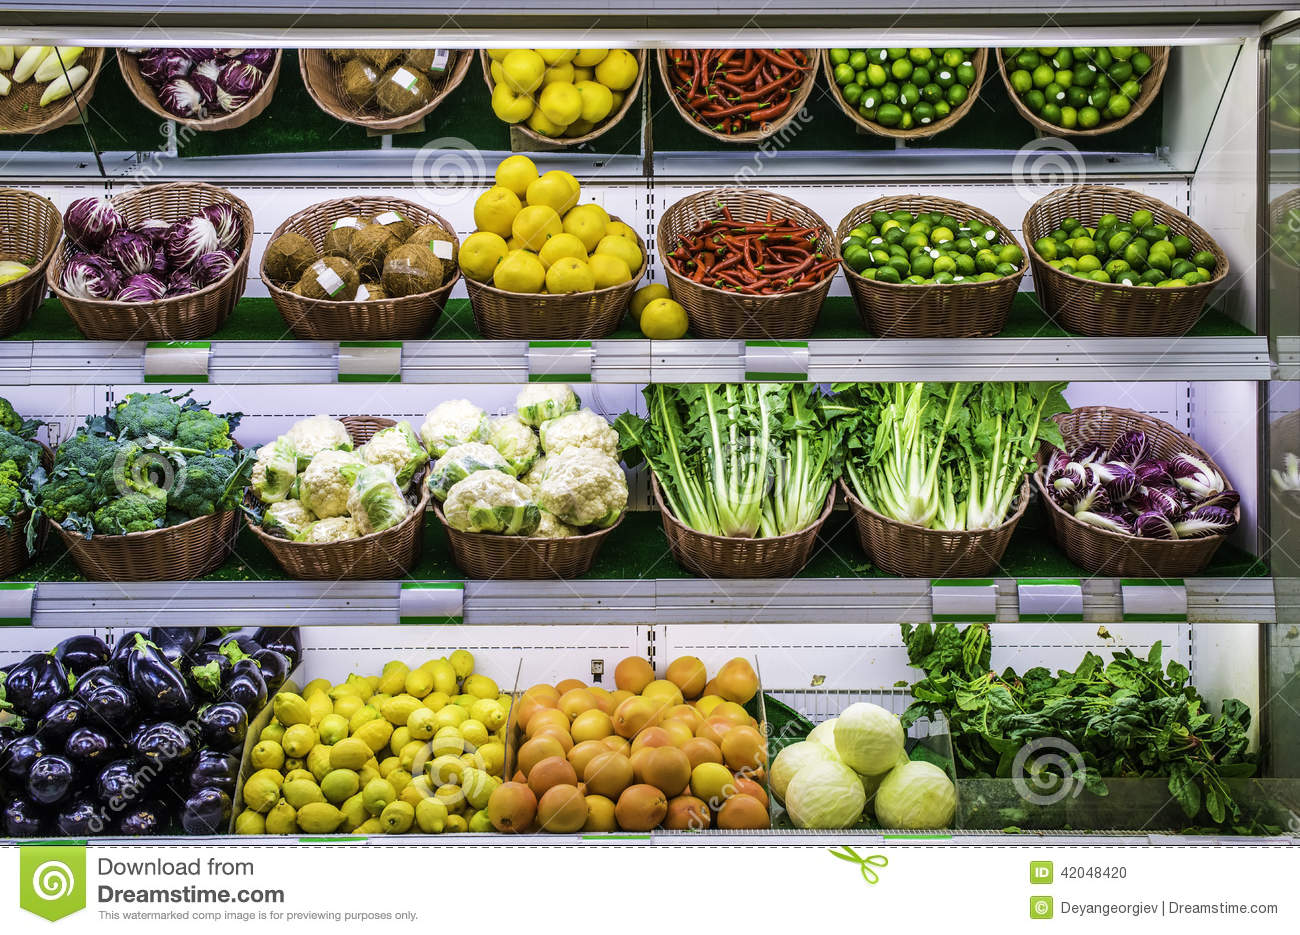 Download from
Dreamstime.com
This watermarked comp image is for previewing purposes only.
ID 42048420
© Deyangeorgiev | Dreamstime.com